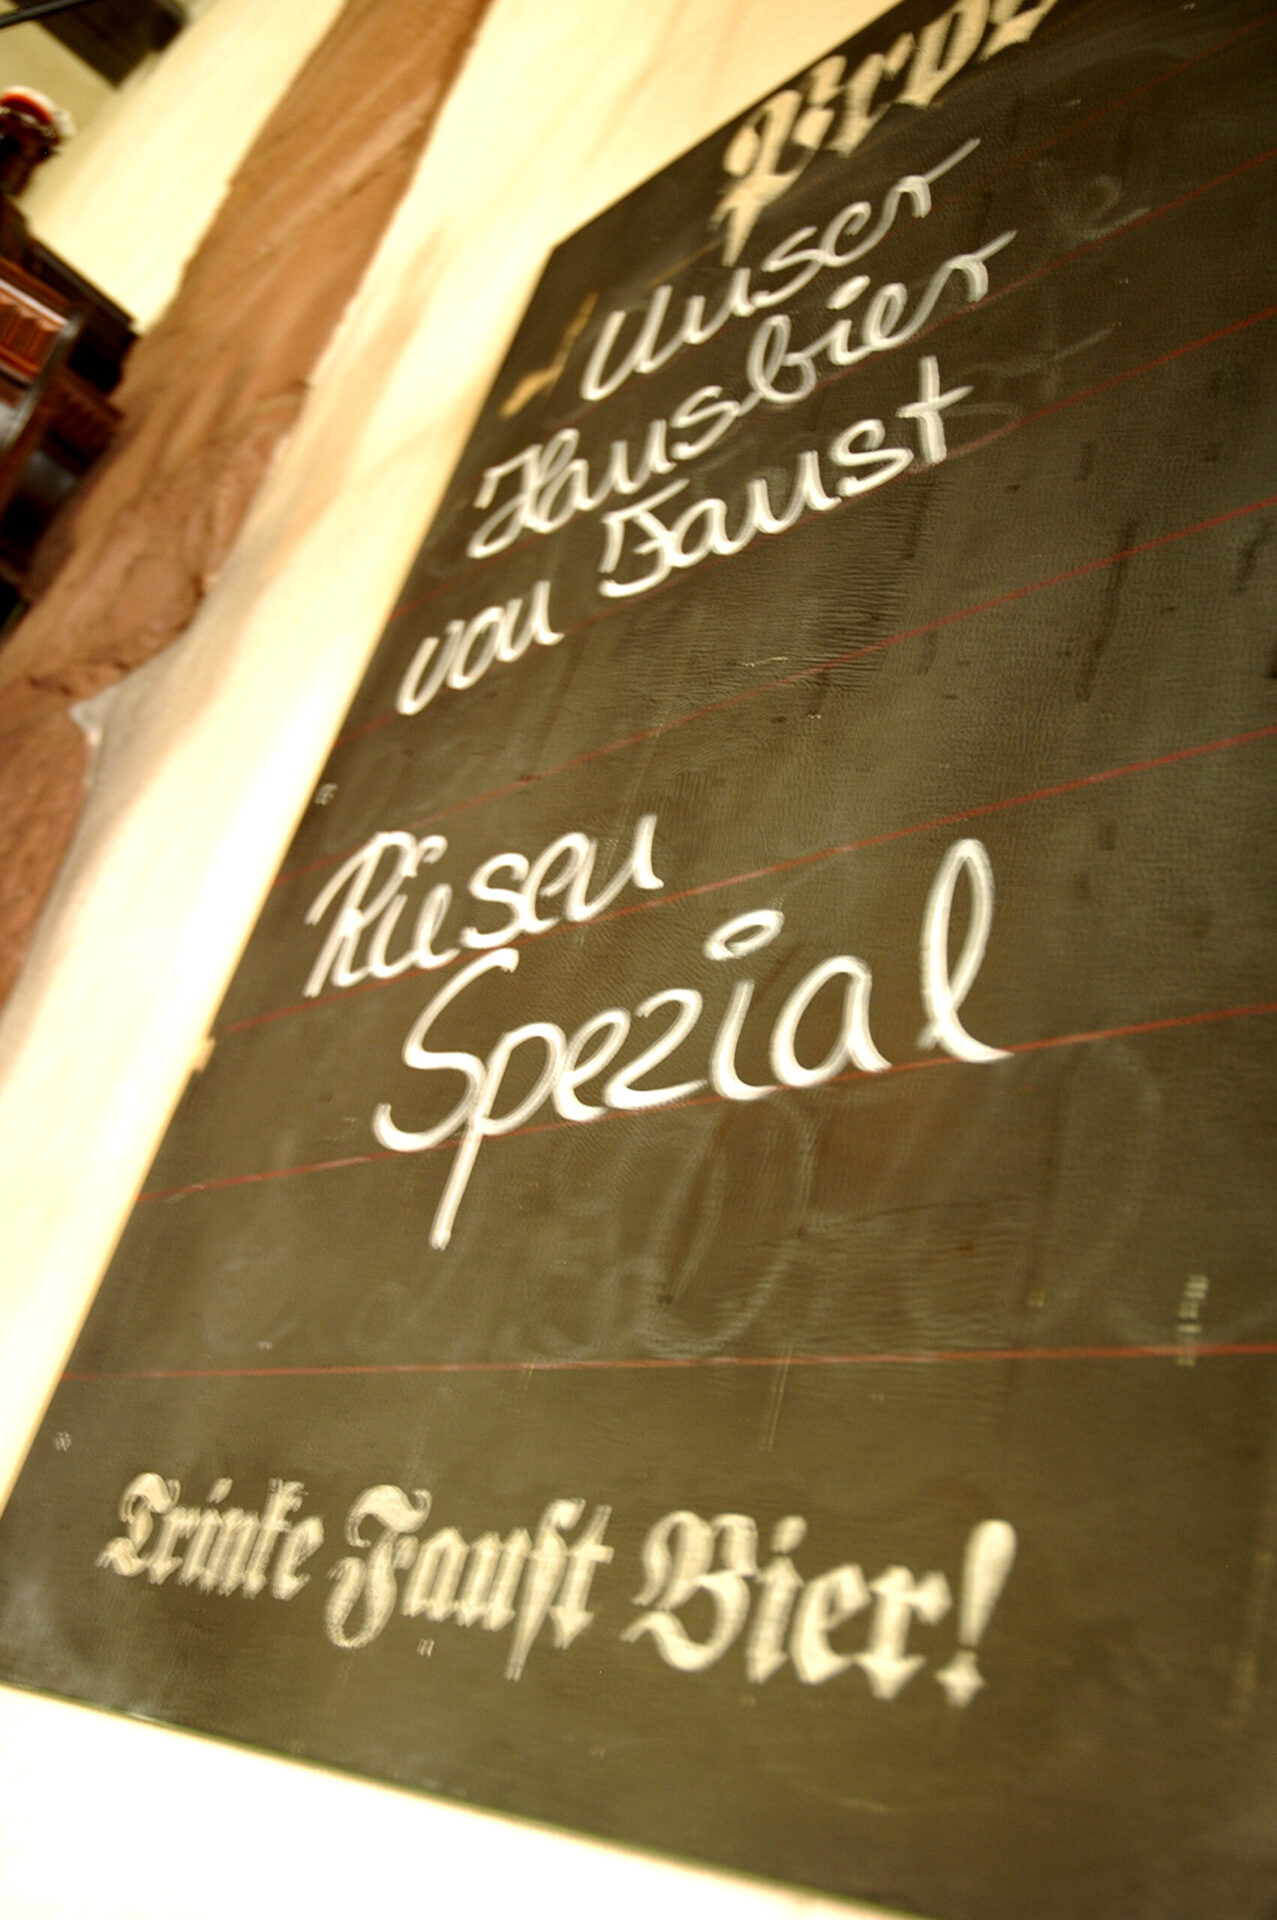 Unser
Hausbier
von Faust
Riesen
Spezial
Trinke Faust Bier!